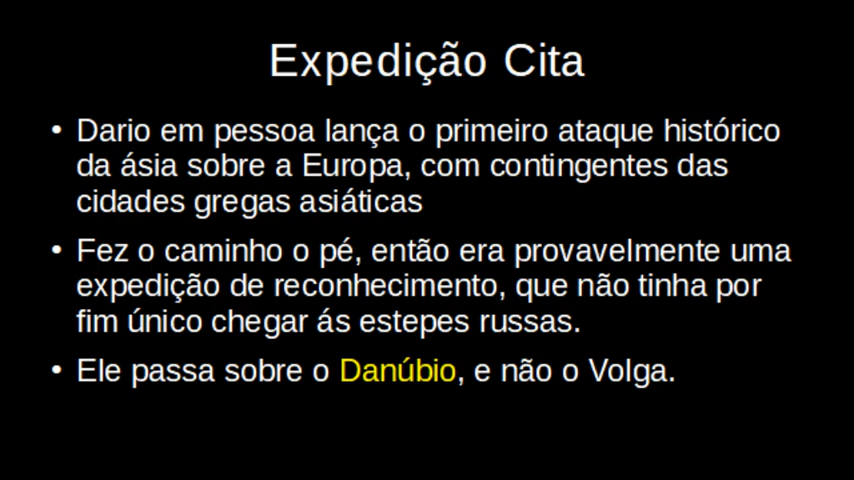 Expedição Cita
• Dario em pessoa lança o primeiro ataque histórico
da ásia sobre a Europa, com contingentes das
cidades gregas asiáticas
• Fez o caminho o pé, então era provavelmente uma
expedição de reconhecimento, que não tinha por
fim único chegar ás estepes russas.
• Ele passa sobre o Danúbio, e não o Volga.